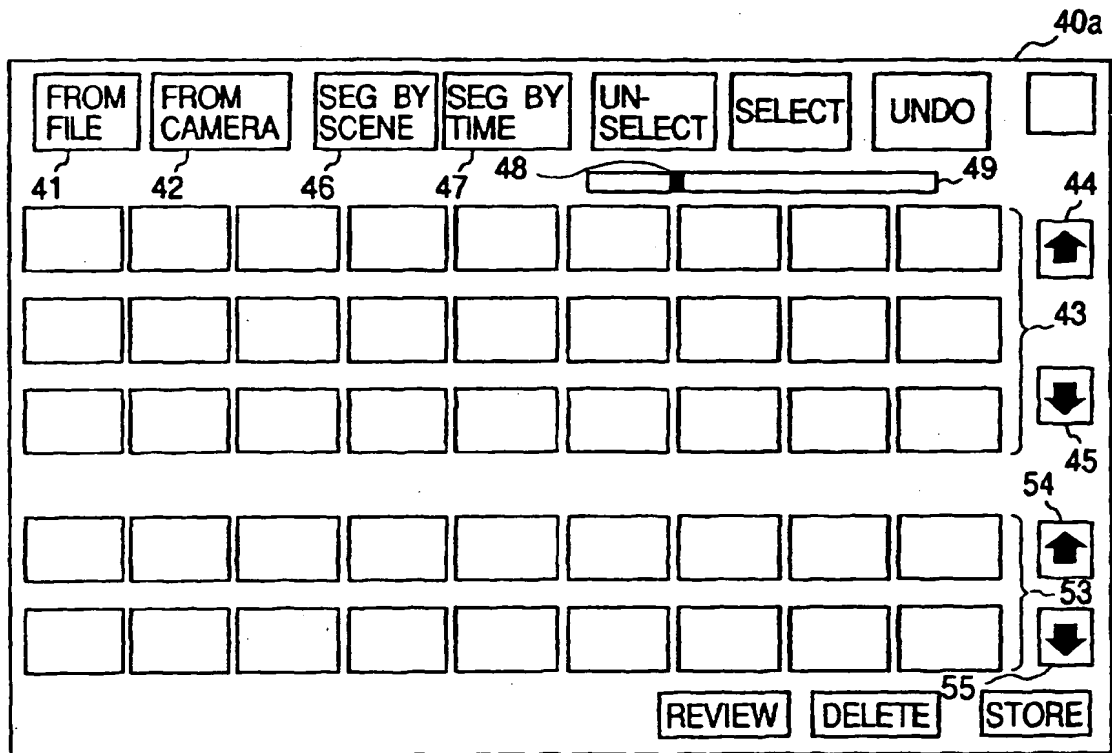 40a
FROM FILE
FROM CAMERA
SEG BY SCENE
SEG BY TIME
UN-SELECT
SELECT
UNDO
41
42
46
47
48
49
44
43
45
54
53
55
REVIEW
DELETE
STORE